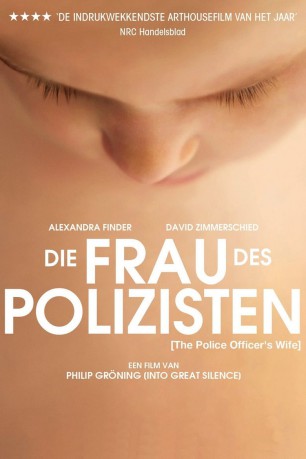 ★★★★ 'DE INDRUKWEKKENDSTE ARTHOUSEFILM VAN HET JAAR'
NRC Handelsblad
ALEXANDRA FINDER DAVID ZIMMERSCHIED
DIE FRAU DES
POLIZISTEN
[The Police Officer's Wife]
EEN FILM VAN
PHILIP GRÖNING (INTO GREAT SILENCE)